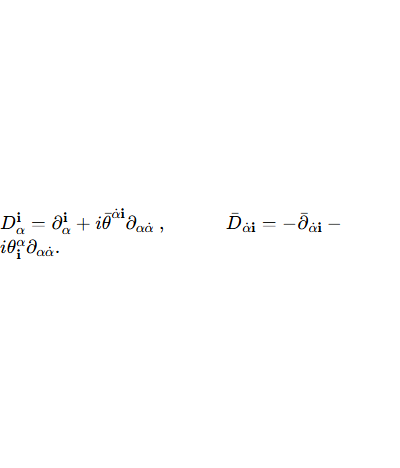 $D^{\mathbf{i}}_{\alpha} = \partial^{\mathbf{i}}_{\alpha} + i\bar{\theta}^{\dot{\alpha}\mathbf{i}}\partial_{\alpha\dot{\alpha}}\ , \qquad \bar{D}_{\dot{\alpha}\mathbf{i}} = -\bar{\partial}_{\dot{\alpha}\mathbf{i}} -$
$i\theta^{\alpha}_{\mathbf{i}}\partial_{\alpha\dot{\alpha}}.$